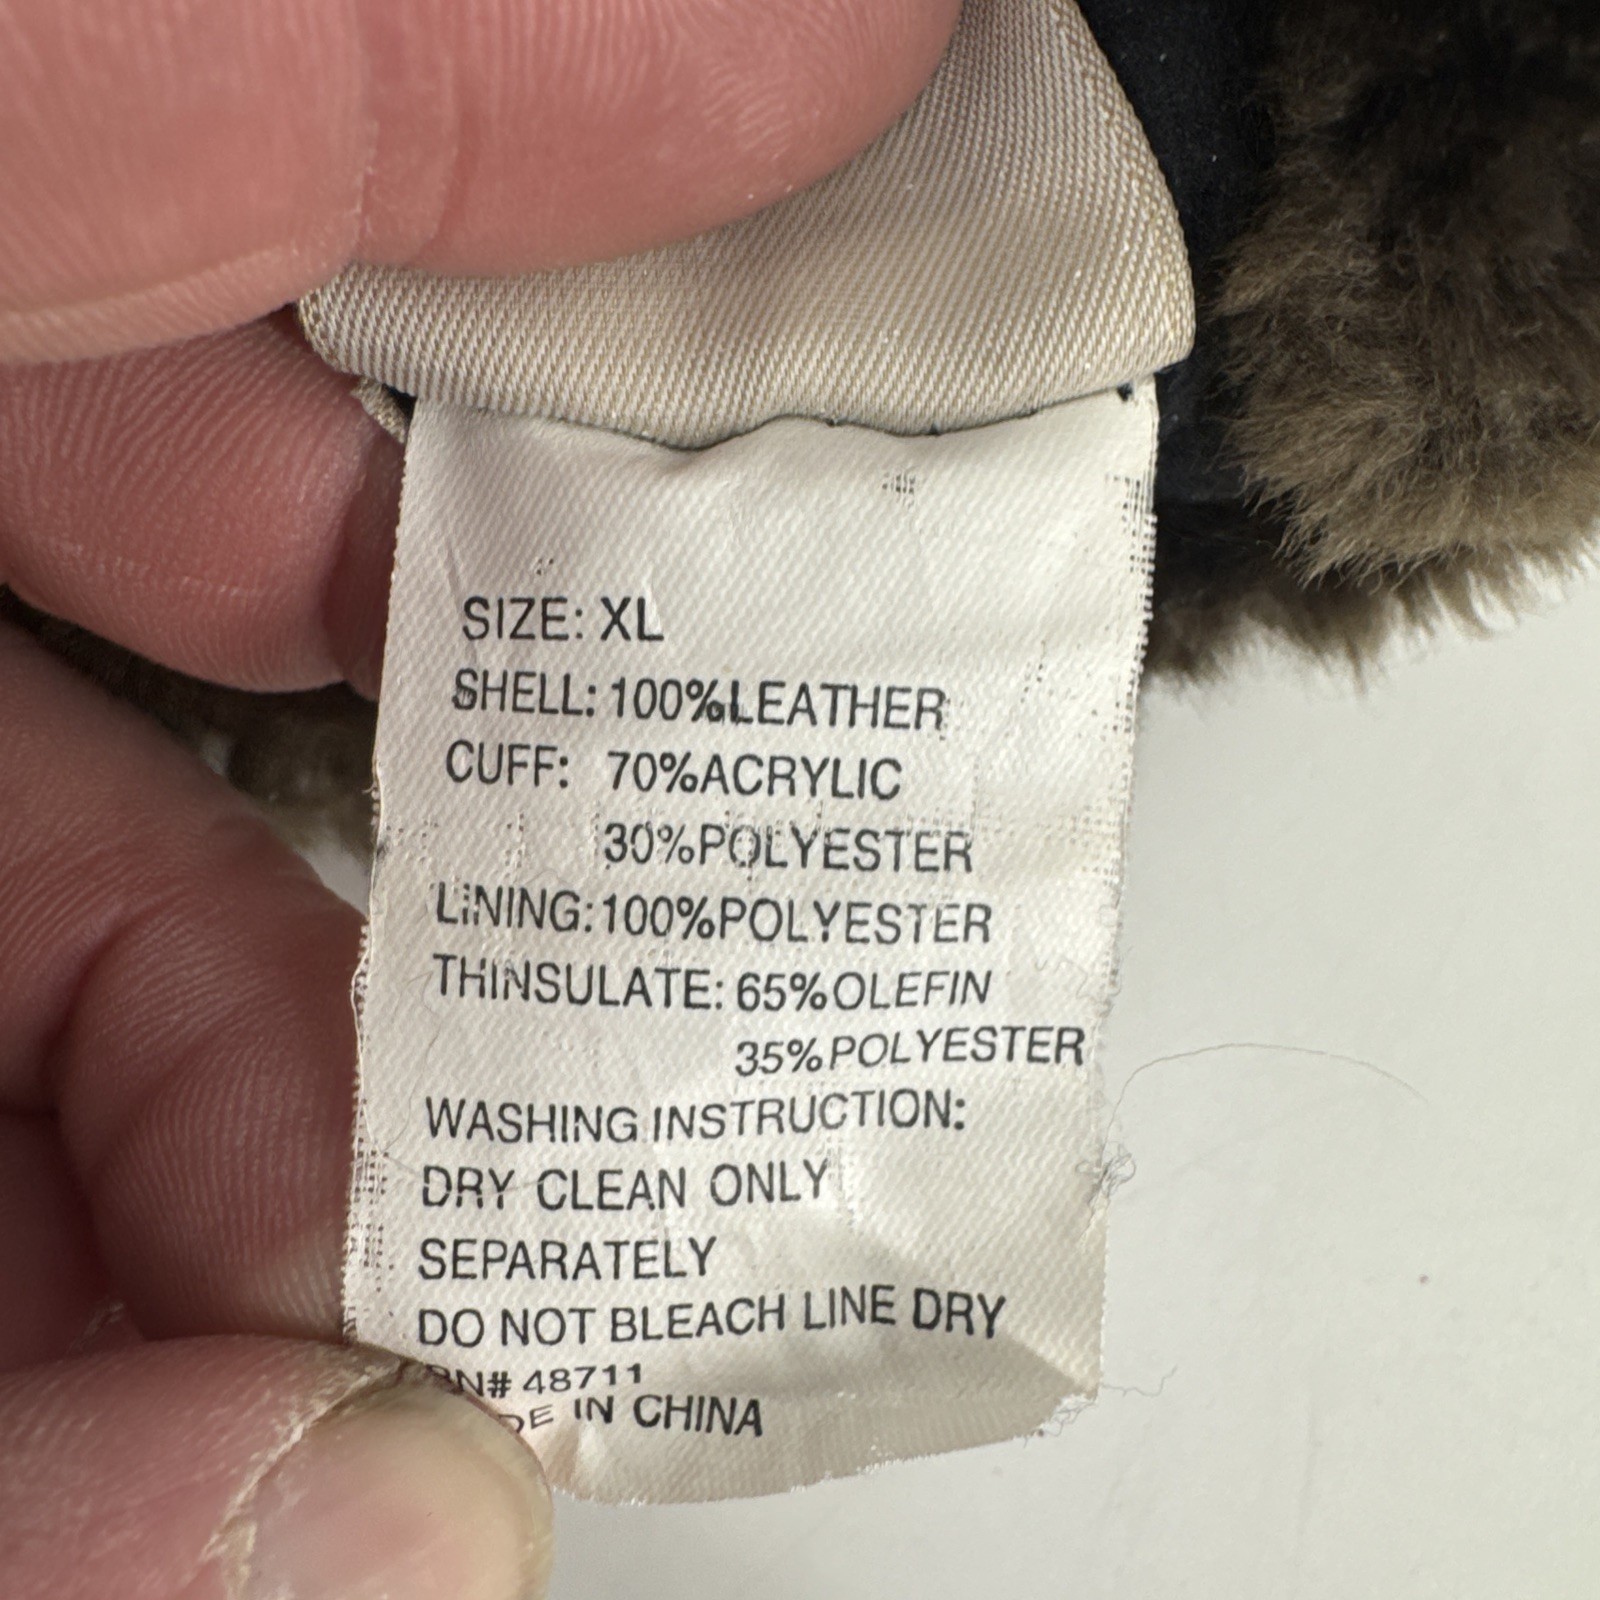 SIZE: XL
SHELL: 100%LEATHER
CUFF: 70%ACRYLIC
30%POLYESTER
LINING: 100%POLYESTER
THINSULATE: 65%OLEFIN
35%POLYESTER
WASHING INSTRUCTION:
DRY CLEAN ONLY
SEPARATELY
DO NOT BLEACH LINE DRY
RN# 48711
IN CHINA